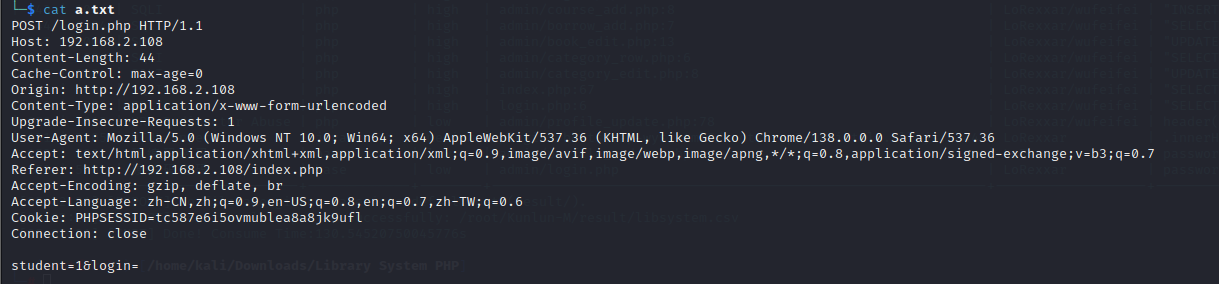 └─$ cat a.txt
POST /login.php HTTP/1.1
Host: 192.168.2.108
Content-Length: 44
Cache-Control: max-age=0
Origin: http://192.168.2.108
Content-Type: application/x-www-form-urlencoded
Upgrade-Insecure-Requests: 1
User-Agent: Mozilla/5.0 (Windows NT 10.0; Win64; x64) AppleWebKit/537.36 (KHTML, like Gecko) Chrome/138.0.0.0 Safari/537.36
Accept: text/html,application/xhtml+xml,application/xml;q=0.9,image/avif,image/webp,image/apng,*/*;q=0.8,application/signed-exchange;v=b3;q=0.7
Referer: http://192.168.2.108/index.php
Accept-Encoding: gzip, deflate, br
Accept-Language: zh-CN,zh;q=0.9,en-US;q=0.8,en;q=0.7,zh-TW;q=0.6
Cookie: PHPSESSID=tc587e6i5ovmublea8a8jk9ufl
Connection: close
student=1&login= /home/kali/Downloads/Library System PHP